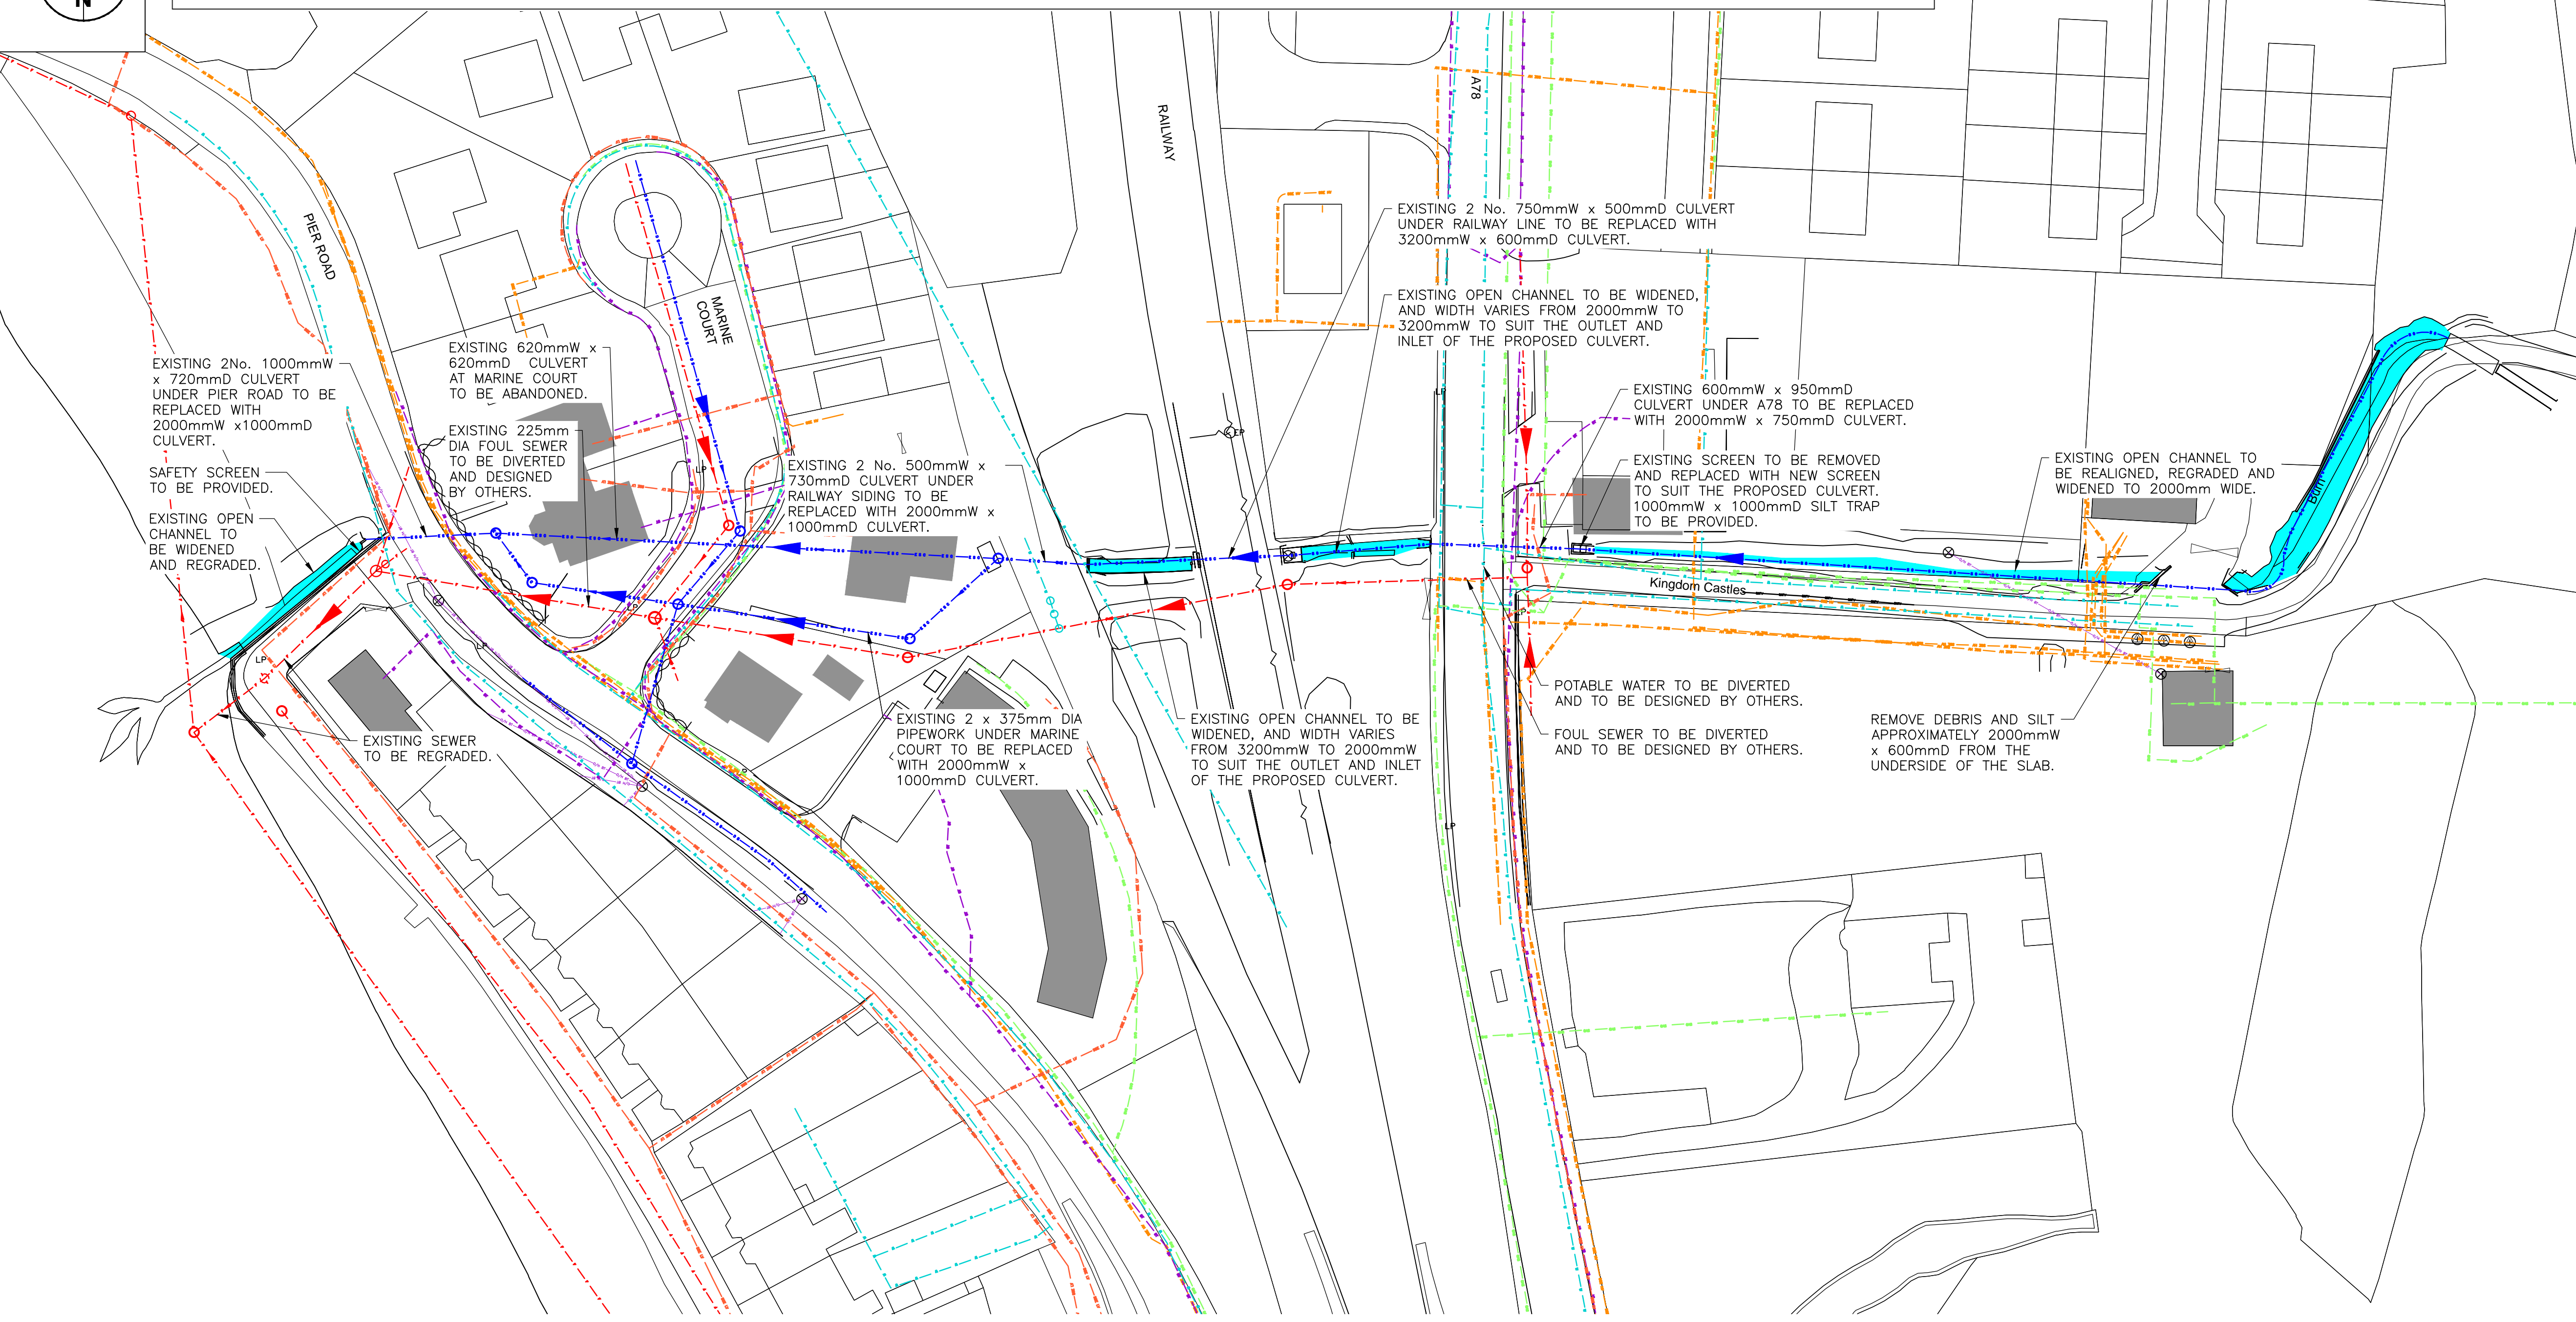 N
A78
RAILWAY
PIER ROAD
MARINE
COURT
EXISTING 2 No. 750mmW x 500mmD CULVERT
UNDER RAILWAY LINE TO BE REPLACED WITH
3200mmW x 600mmD CULVERT.
EXISTING OPEN CHANNEL TO BE WIDENED,
AND WIDTH VARIES FROM 2000mmW TO
3200mmW TO SUIT THE OUTLET AND
INLET OF THE PROPOSED CULVERT.
EXISTING 2No. 1000mmW
x 720mmD CULVERT
UNDER PIER ROAD TO BE
REPLACED WITH
2000mmW x1000mmD
CULVERT.
EXISTING 620mmW x
620mmD CULVERT
AT MARINE COURT
TO BE ABANDONED.
EXISTING 225mm
DIA FOUL SEWER
TO BE DIVERTED
AND DESIGNED
BY OTHERS.
SAFETY SCREEN
TO BE PROVIDED.
EXISTING OPEN
CHANNEL TO
BE WIDENED
AND REGRADED.
EXISTING 2 No. 500mmW x
730mmD CULVERT UNDER
RAILWAY SIDING TO BE
REPLACED WITH 2000mmW x
1000mmD CULVERT.
EXISTING 600mmW x 950mmD
CULVERT UNDER A78 TO BE REPLACED
WITH 2000mmW x 750mmD CULVERT.
EXISTING SCREEN TO BE REMOVED
AND REPLACED WITH NEW SCREEN
TO SUIT THE PROPOSED CULVERT.
1000mmW x 1000mmD SILT TRAP
TO BE PROVIDED.
EXISTING OPEN CHANNEL TO
BE REALIGNED, REGRADED AND
WIDENED TO 2000mm WIDE.
Burn
LP
LP
EP
Kingdom Castles
LP
LP
LP
EXISTING SEWER
TO BE REGRADED.
EXISTING 2 x 375mm DIA
PIPEWORK UNDER MARINE
COURT TO BE REPLACED
WITH 2000mmW x
1000mmD CULVERT.
EXISTING OPEN CHANNEL TO BE
WIDENED, AND WIDTH VARIES
FROM 3200mmW TO 2000mmW
TO SUIT THE OUTLET AND INLET
OF THE PROPOSED CULVERT.
POTABLE WATER TO BE DIVERTED
AND TO BE DESIGNED BY OTHERS.
FOUL SEWER TO BE DIVERTED
AND TO BE DESIGNED BY OTHERS.
REMOVE DEBRIS AND SILT
APPROXIMATELY 2000mmW
x 600mmD FROM THE
UNDERSIDE OF THE SLAB.
LP